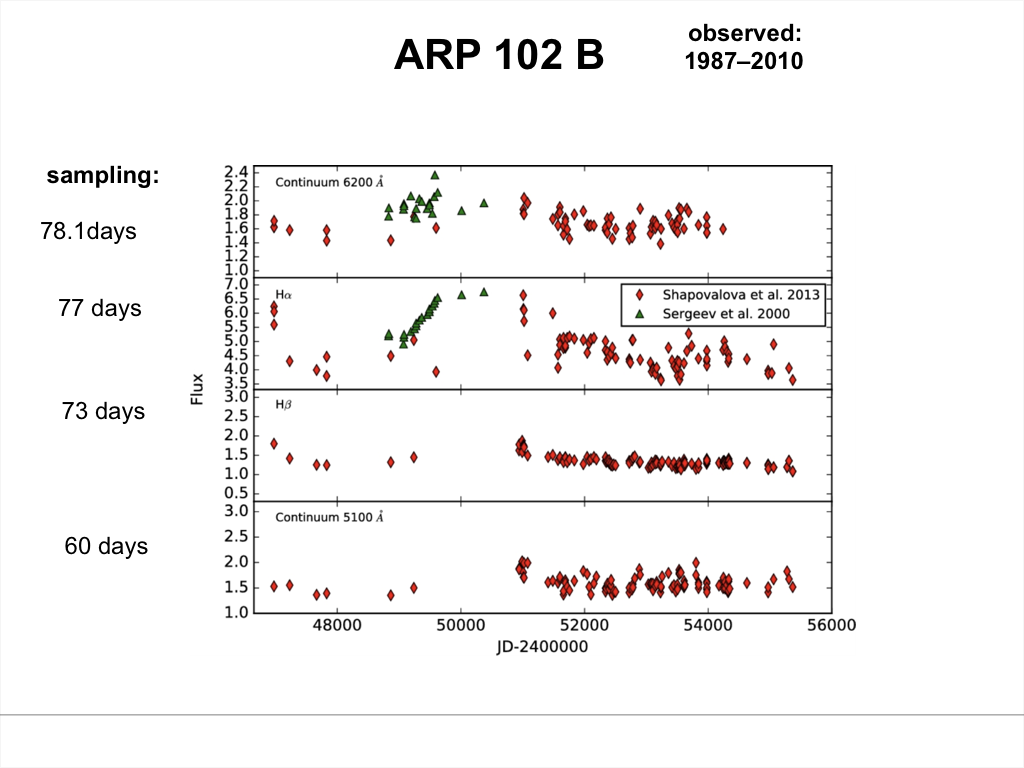 ARP 102 B
observed:
1987–2010
sampling:
78.1days
77 days
73 days
60 days
Flux
Continuum 6200 Å
2.4
2.2
2.0
1.8
1.6
1.4
1.2
1.0
Hα
Shapovalova et al. 2013
Sergeev et al. 2000
7.0
6.5
6.0
5.5
5.0
4.5
4.0
3.5
Hβ
3.0
2.5
2.0
1.5
1.0
0.5
Continuum 5100 Å
3.0
2.5
2.0
1.5
1.0
48000 50000 52000 54000 56000
JD-2400000